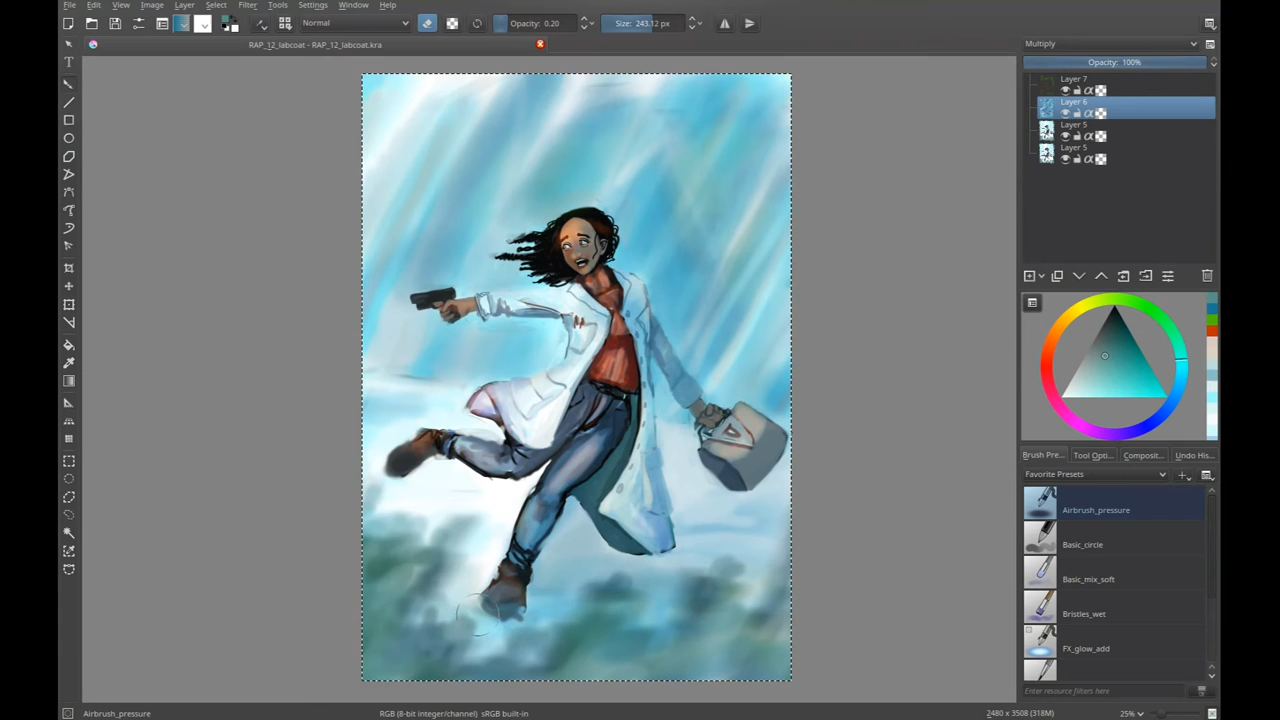 File Edit View Image Layer Select Filter Tools Settings Window Help
Normal Opacity: 0.20 Size: 243.12 px
RAP_12_labcoat - RAP_12_labcoat.kra
Multiply
Opacity: 100%
Layer 7
Layer 6
Layer 5
Layer 5
Brush Pre... Tool Opti... Composit... Undo His...
Favorite Presets
Airbrush_pressure
Basic_circle
Basic_mix_soft
Bristles_wet
FX_glow_add
Enter resource filters here
Airbrush_pressure RGB (8-bit integer/channel) sRGB built-in 2480 x 3508 (318M) 25%